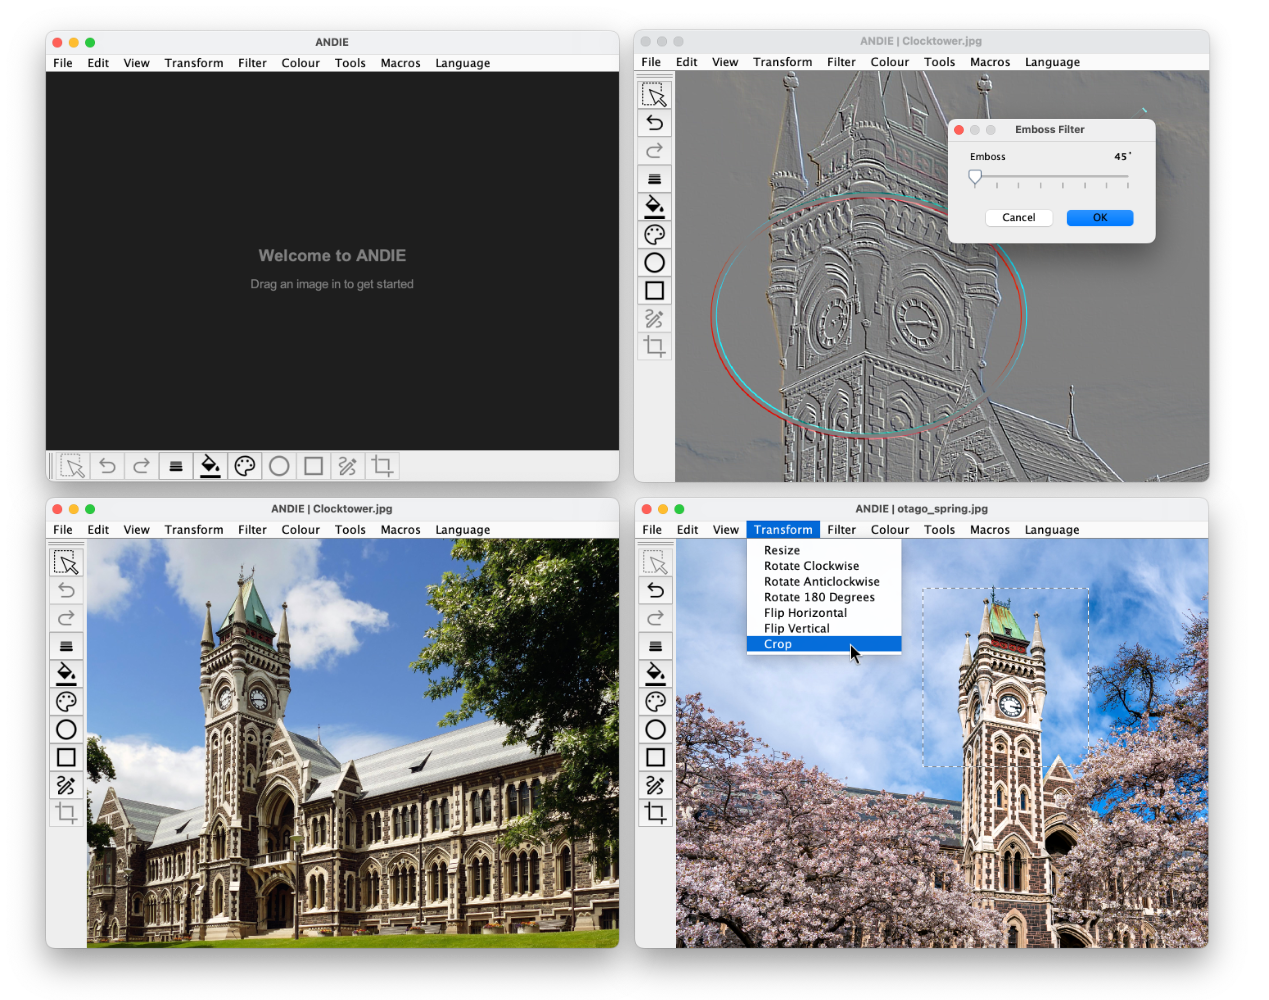 ANDIE
File Edit View Transform Filter Colour Tools Macros Language
Welcome to ANDIE
Drag an image in to get started
ANDIE | Clocktower.jpg
File Edit View Transform Filter Colour Tools Macros Language
Emboss Filter
Emboss 45°
Cancel OK
ANDIE | Clocktower.jpg
File Edit View Transform Filter Colour Tools Macros Language
ANDIE | otago_spring.jpg
File Edit View Transform Filter Colour Tools Macros Language
Resize
Rotate Clockwise
Rotate Anticlockwise
Rotate 180 Degrees
Flip Horizontal
Flip Vertical
Crop